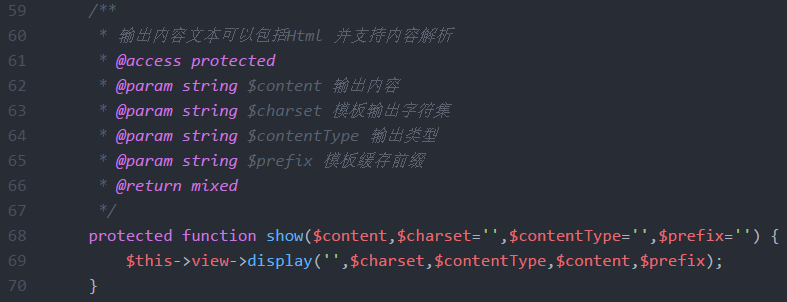 59 /**
60 * 输出内容文本可以包括Html 并支持内容解析
61 * @access protected
62 * @param string $content 输出内容
63 * @param string $charset 模板输出字符集
64 * @param string $contentType 输出类型
65 * @param string $prefix 模板缓存前缀
66 * @return mixed
67 */
68 protected function show($content,$charset='',$contentType='',$prefix='') {
69 $this->view->display('',$charset,$contentType,$content,$prefix);
70 }